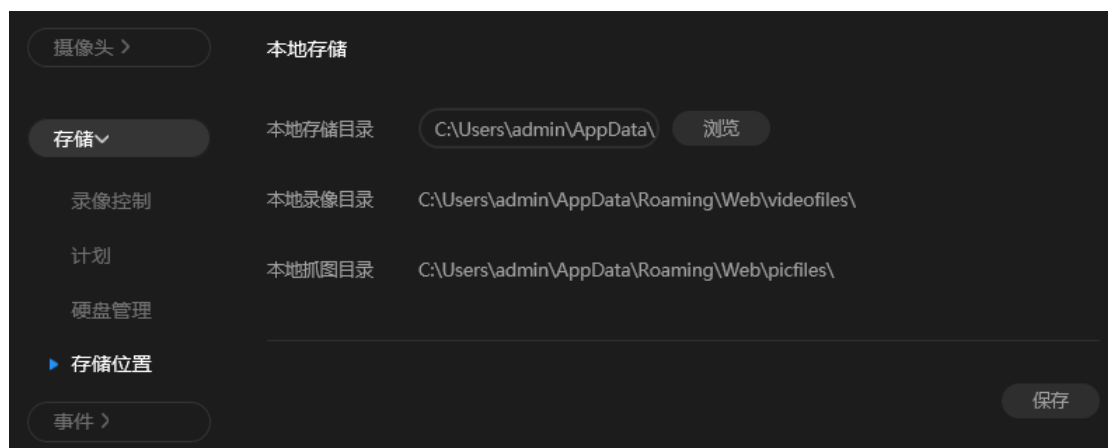 摄像头 >
本地存储
本地存储目录 C:\Users\admin\AppData\ 浏览
存储
录像控制
本地录像目录 C:\Users\admin\AppData\Roaming\Web\videofiles\
计划
本地抓图目录 C:\Users\admin\AppData\Roaming\Web\picfiles\
硬盘管理
存储位置
保存
事件 >